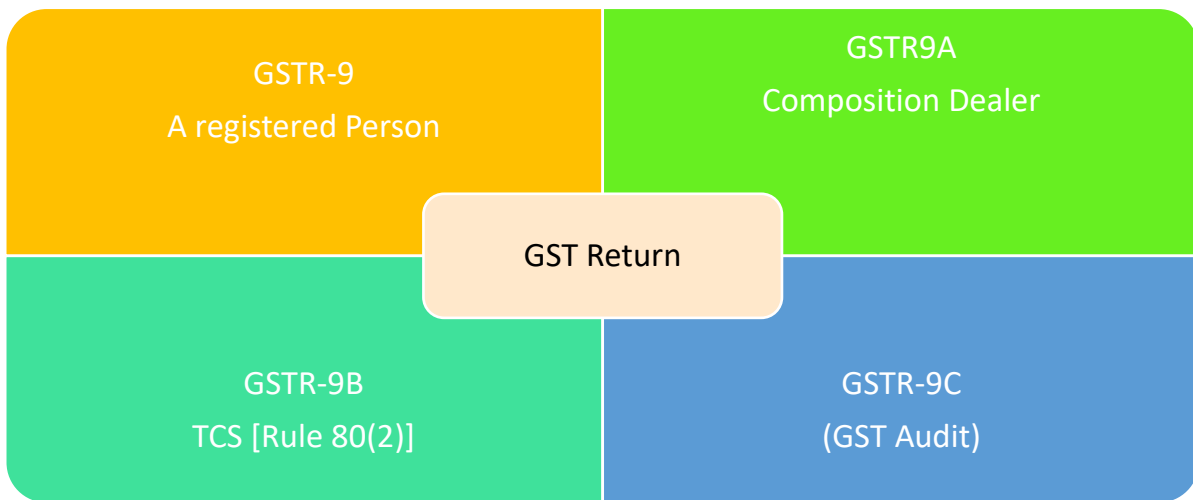 GSTR-9
A registered Person
GSTR9A
Composition Dealer
GST Return
GSTR-9B
TCS [Rule 80(2)]
GSTR-9C
(GST Audit)